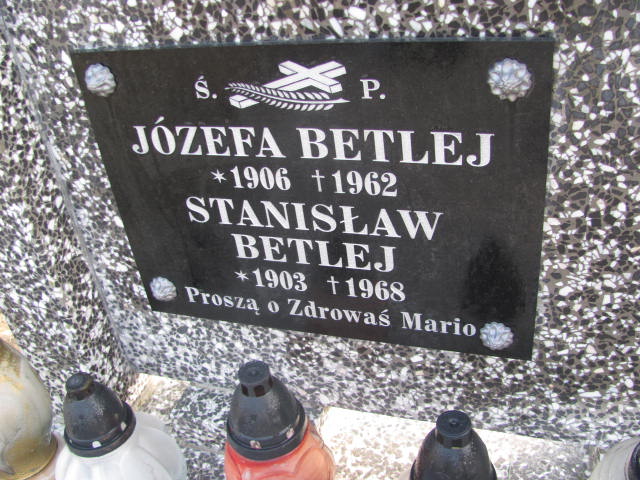 Ś. P.
JÓZEFA BETLEJ
*1906 †1962
STANISŁAW
BETLEJ
*1903 †1968
Proszą o Zdrowaś Mario